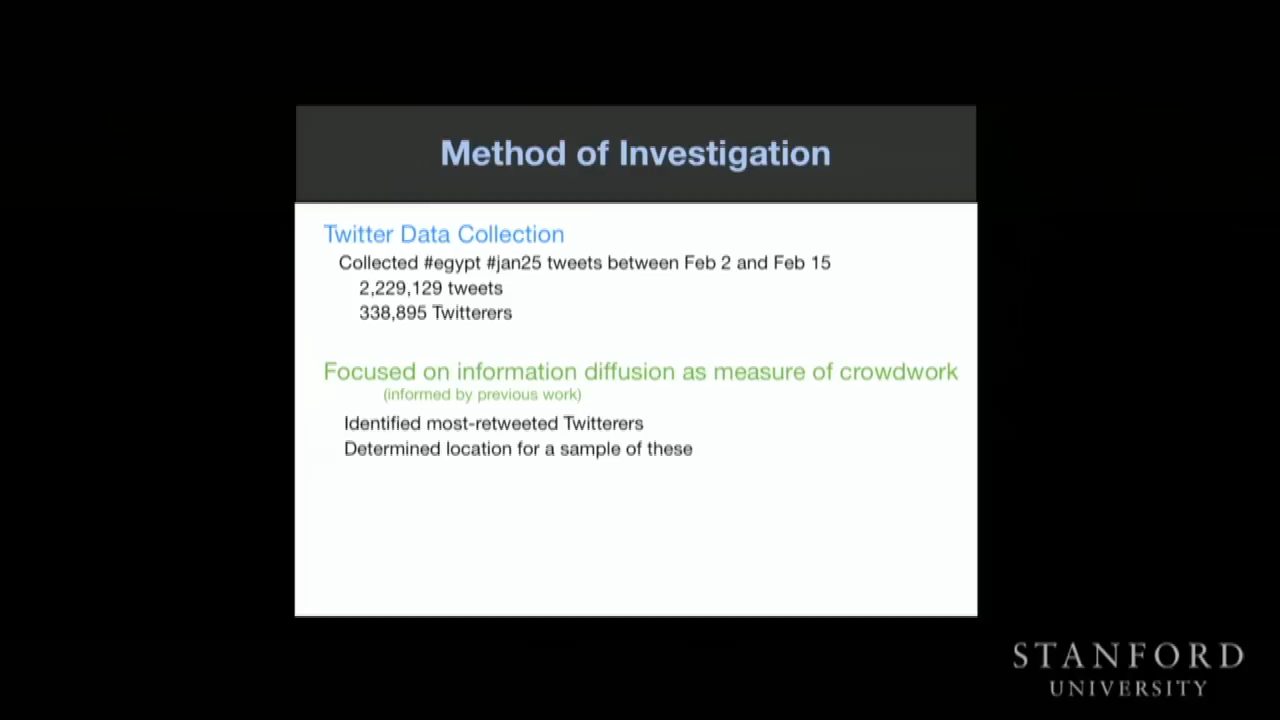 Method of Investigation
Twitter Data Collection
Collected #egypt #jan25 tweets between Feb 2 and Feb 15
2,229,129 tweets
338,895 Twitterers
Focused on information diffusion as measure of crowdwork
(informed by previous work)
Identified most-retweeted Twitterers
Determined location for a sample of these
STANFORD
UNIVERSITY